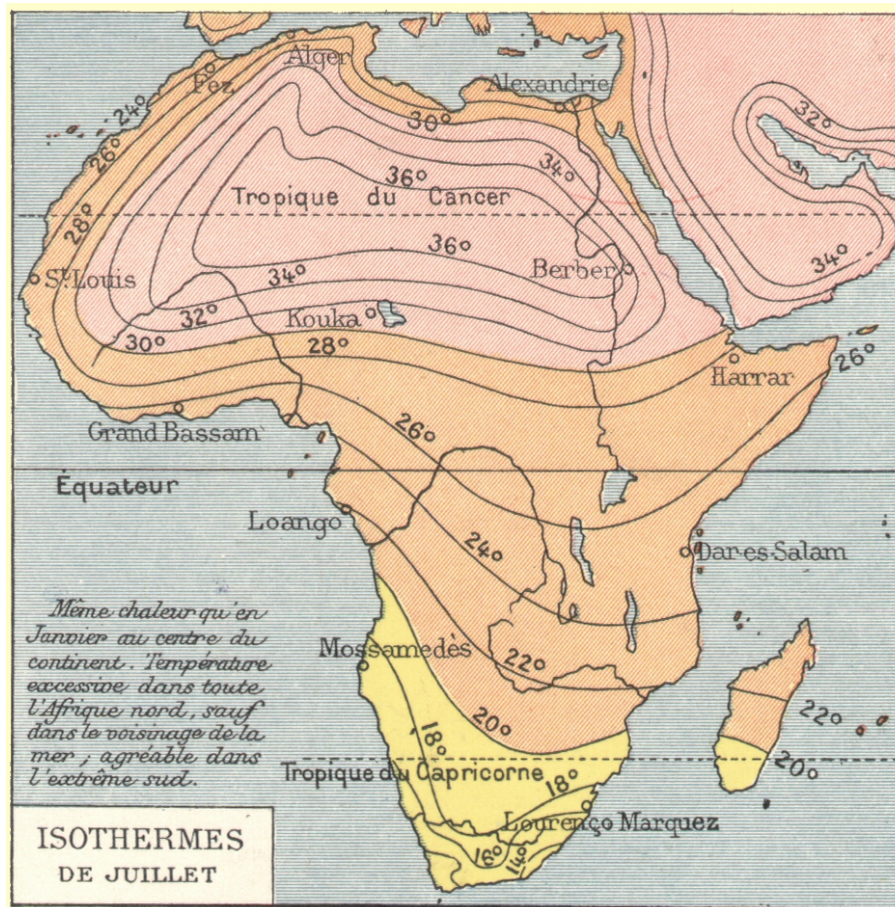 Alger
Fez
Alexandrie
24°
26°
28°
30°
32°
34°
36°
Tropique du Cancer
36°
34°
St Louis
Berber
34°
32°
Kouka
30°
28°
Harrar
26°
Grand Bassam
26°
Équateur
Loango
24°
Dar-es-Salam
Même chaleur qu'en
Janvier au centre du
continent. Température
excessive dans toute
l'Afrique nord, sauf
dans le voisinage de la
mer; agréable dans
l'extrême sud.
Mossamedès
22°
22°
20°
18°
20°
Tropique du Capricorne
18°
Lourenço Marquez
16°
14°
ISOTHERMES
DE JUILLET